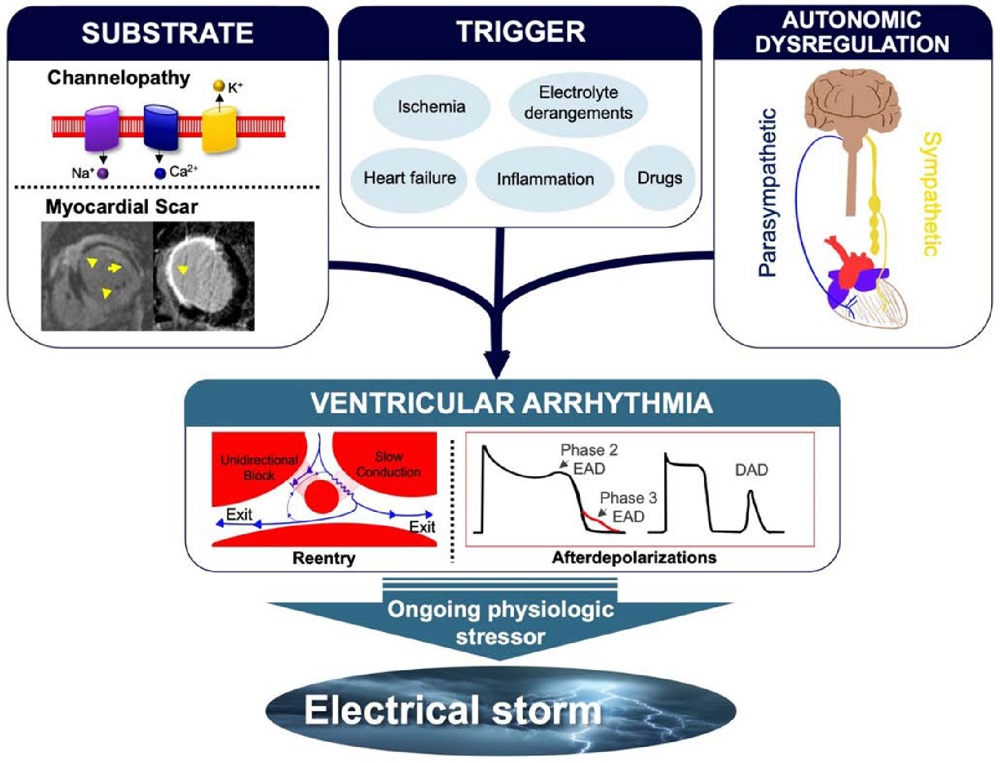 SUBSTRATE
Channelopathy
K⁺
Na⁺
Ca²⁺
Myocardial Scar
TRIGGER
Ischemia
Electrolyte
derangements
Heart failure
Inflammation
Drugs
AUTONOMIC
DYSREGULATION
Parasympathetic
Sympathetic
VENTRICULAR ARRHYTHMIA
Unidirectional
Block
Slow
Conduction
Exit
Exit
Reentry
Phase 2
EAD
Phase 3
EAD
DAD
Afterdepolarizations
Ongoing physiologic
stressor
Electrical storm